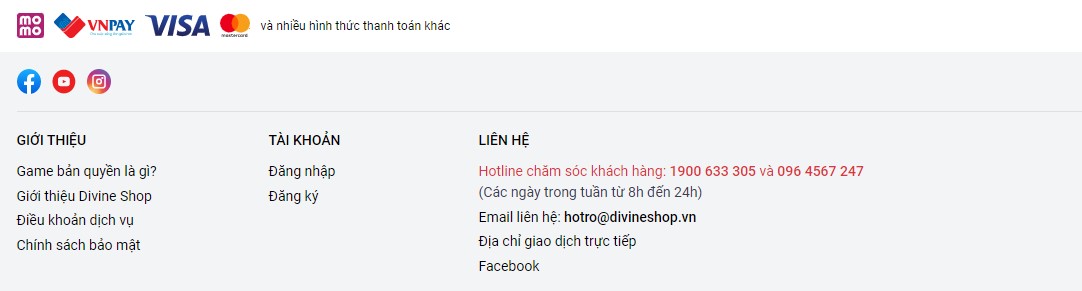 mo mo VNPAY VISA mastercard và nhiều hình thức thanh toán khác
GIỚI THIỆU
Game bản quyền là gì?
Giới thiệu Divine Shop
Điều khoản dịch vụ
Chính sách bảo mật
TÀI KHOẢN
Đăng nhập
Đăng ký
LIÊN HỆ
Hotline chăm sóc khách hàng: 1900 633 305 và 096 4567 247
(Các ngày trong tuần từ 8h đến 24h)
Email liên hệ: hotro@divineshop.vn
Địa chỉ giao dịch trực tiếp
Facebook